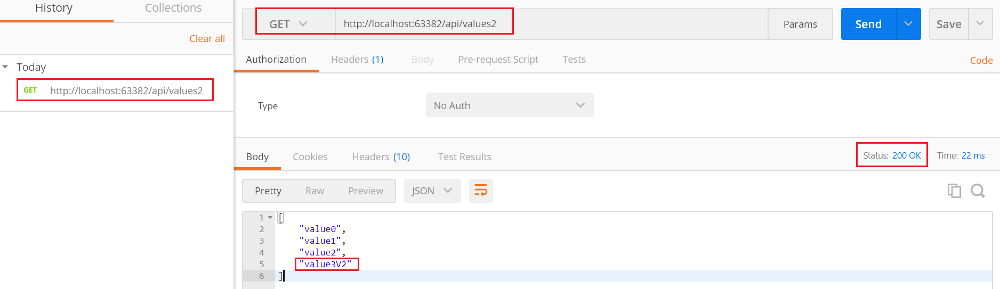 History Collections
Clear all
Today
GET http://localhost:63382/api/values2
GET http://localhost:63382/api/values2 Params Send Save
Authorization Headers (1) Body Pre-request Script Tests Code
Type No Auth
Body Cookies Headers (10) Test Results Status: 200 OK Time: 22 ms
Pretty Raw Preview JSON
1 [
2 "value0",
3 "value1",
4 "value2",
5 "value3V2"
6 ]